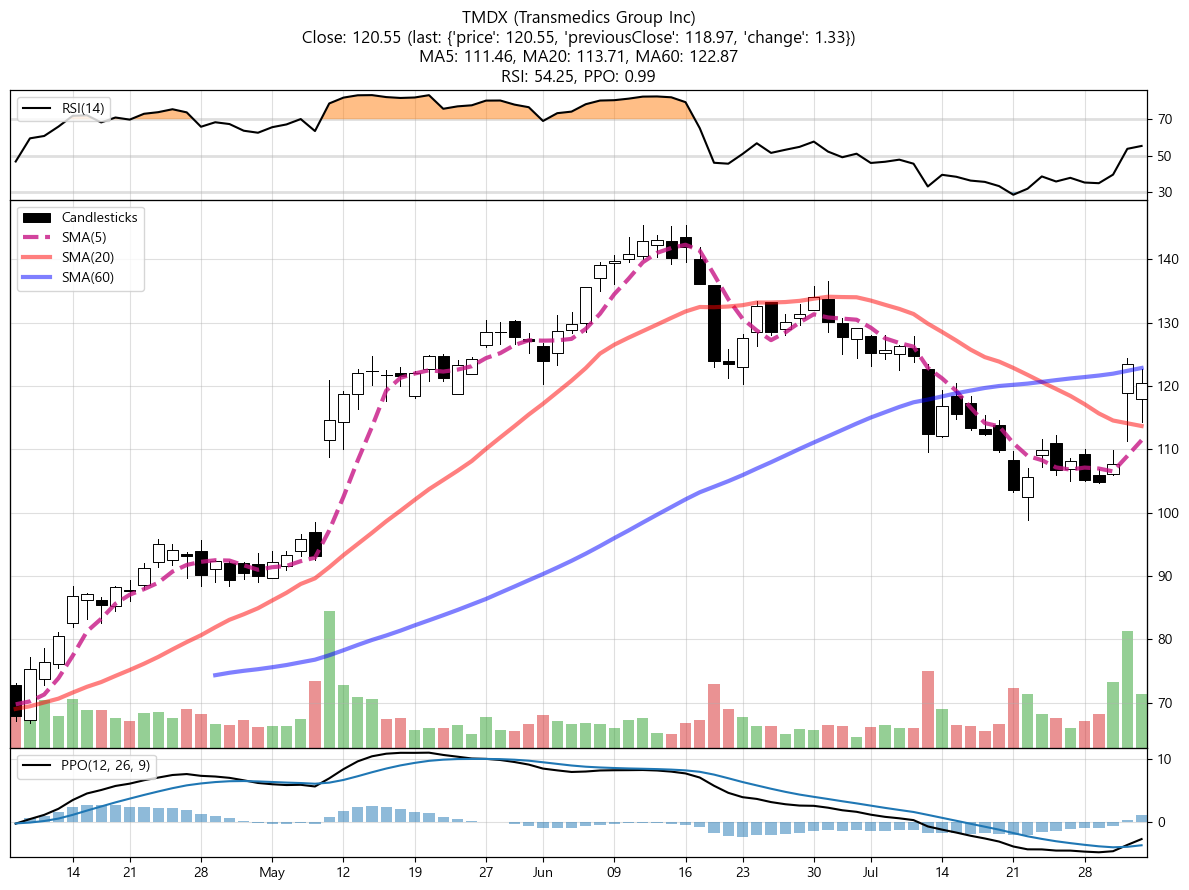 TMDX (Transmedics Group Inc)
Close: 120.55 (last: {'price': 120.55, 'previousClose': 118.97, 'change': 1.33})
MA5: 111.46, MA20: 113.71, MA60: 122.87
RSI: 54.25, PPO: 0.99
RSI(14)
70
50
30
Candlesticks
SMA(5)
SMA(20)
SMA(60)
140
130
120
110
100
90
80
70
PPO(12, 26, 9)
10
0
14 21 28 May 12 19 27 Jun 09 16 23 30 Jul 14 21 28